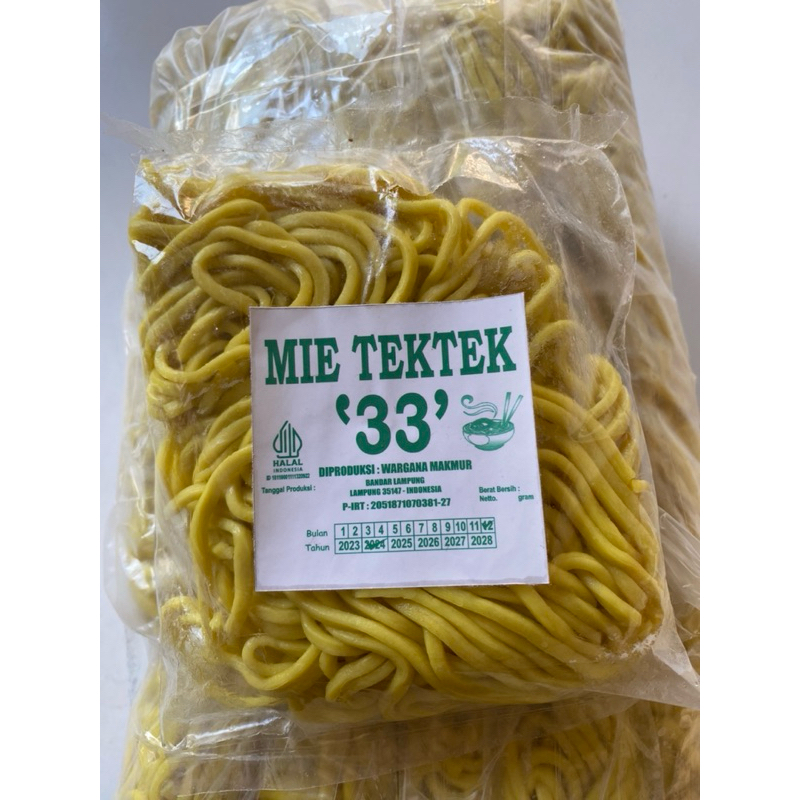 MIE TEKTEK
'33'
HALAL
INDONESIA
DIPRODUKSI : WARGANA MAKMUR
BANDAR LAMPUNG
LAMPUNG 35147 - INDONESIA
Tanggal Produksi :
Berat Bersih :
Netto. gram
P-IRT : 2051871070381-27
Bulan 1 2 3 4 5 6 7 8 9 10 11 12
Tahun 2023 2024 2025 2026 2027 2028